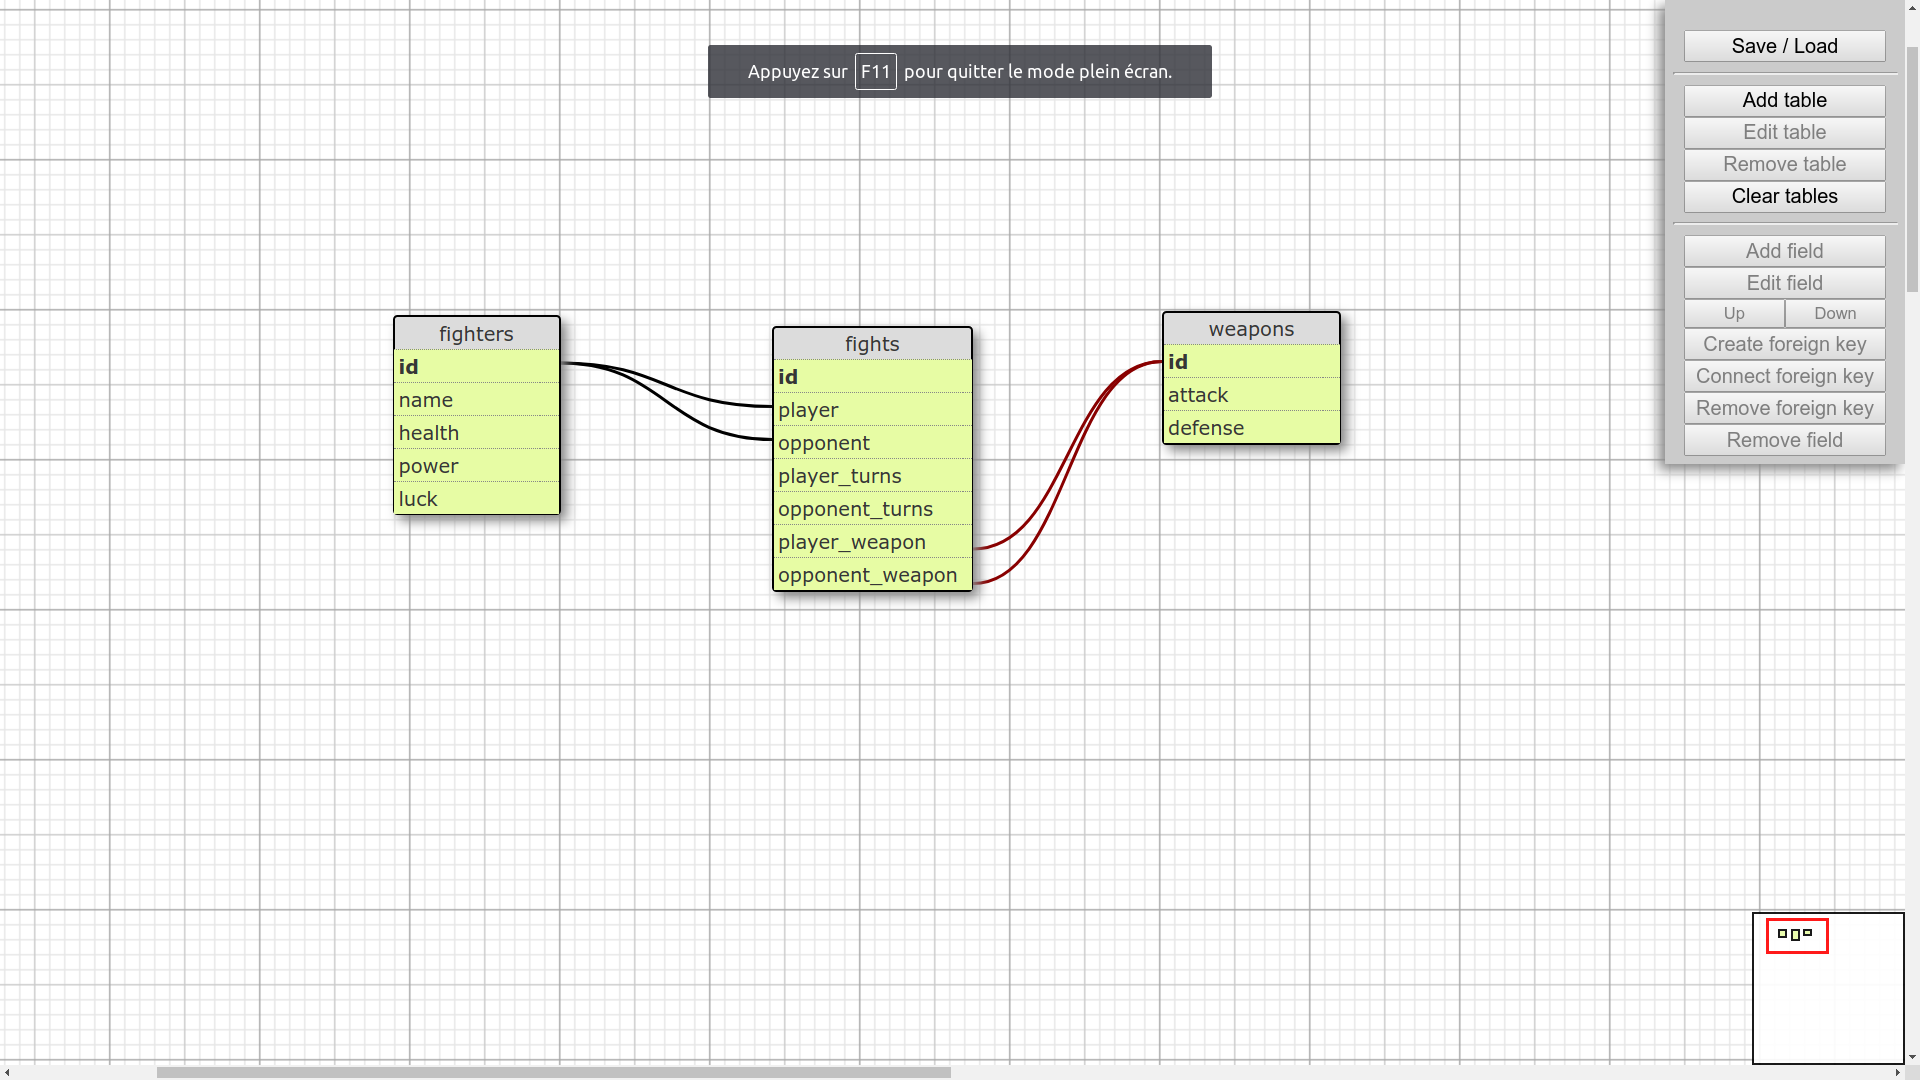 Appuyez sur F11 pour quitter le mode plein écran.
fighters
id
name
health
power
luck
fights
id
player
opponent
player_turns
opponent_turns
player_weapon
opponent_weapon
weapons
id
attack
defense
Save / Load
Add table
Edit table
Remove table
Clear tables
Add field
Edit field
Up Down
Create foreign key
Connect foreign key
Remove foreign key
Remove field